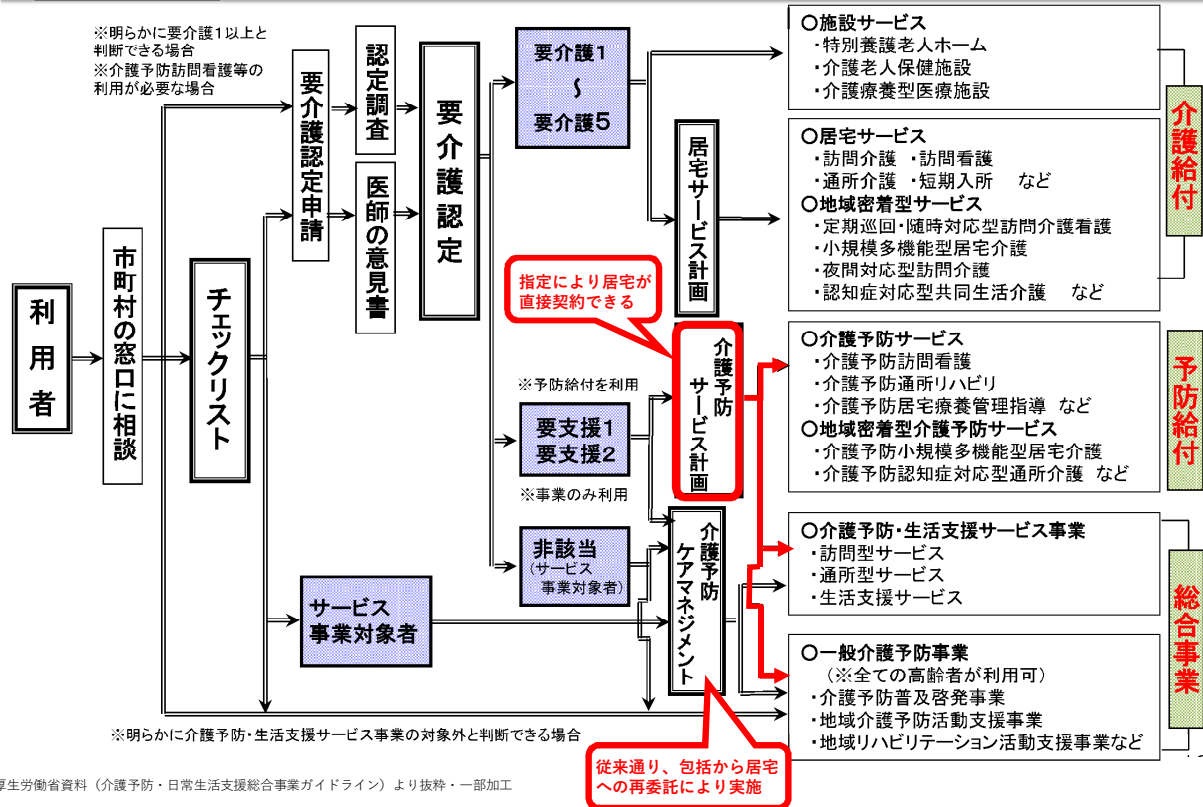 ※明らかに要介護1以上と
判断できる場合
※介護予防訪問看護等の
利用が必要な場合
利用者
市町村の窓口に相談
チェックリスト
要介護認定申請
認定調査
医師の意見書
要介護認定
要介護1
~
要介護5
居宅サービス計画
指定により居宅が
直接契約できる
介護予防
サービス計画
※予防給付を利用
要支援1
要支援2
※事業のみ利用
非該当
(サービス
事業対象者)
サービス
事業対象者
介護予防
ケアマネジメント
○施設サービス
・特別養護老人ホーム
・介護老人保健施設
・介護療養型医療施設
○居宅サービス
・訪問介護 ・訪問看護
・通所介護 ・短期入所 など
○地域密着型サービス
・定期巡回・随時対応型訪問介護看護
・小規模多機能型居宅介護
・夜間対応型訪問介護
・認知症対応型共同生活介護 など
介護給付
○介護予防サービス
・介護予防訪問看護
・介護予防通所リハビリ
・介護予防居宅療養管理指導 など
○地域密着型介護予防サービス
・介護予防小規模多機能型居宅介護
・介護予防認知症対応型通所介護 など
予防給付
○介護予防・生活支援サービス事業
・訪問型サービス
・通所型サービス
・生活支援サービス
○一般介護予防事業
(※全ての高齢者が利用可)
・介護予防普及啓発事業
・地域介護予防活動支援事業
・地域リハビリテーション活動支援事業など
総合事業
※明らかに介護予防・生活支援サービス事業の対象外と判断できる場合
従来通り、包括から居宅
への再委託により実施
厚生労働省資料(介護予防・日常生活支援総合事業ガイドライン)より抜粋・一部加工